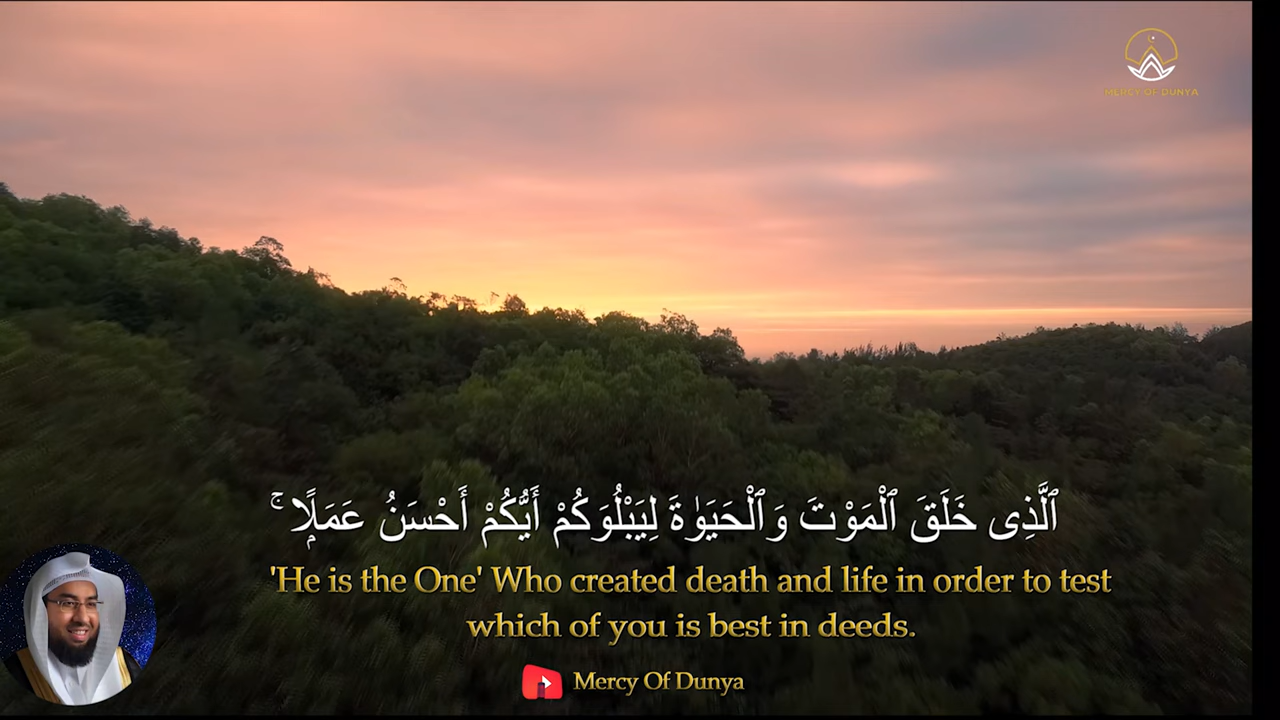 MERCY OF DUNYA
ٱلَّذِى خَلَقَ ٱلْمَوْتَ وَٱلْحَيَوٰةَ لِيَبْلُوَكُمْ أَيُّكُمْ أَحْسَنُ عَمَلًۭا ۚ
'He is the One' Who created death and life in order to test
which of you is best in deeds.
Mercy Of Dunya